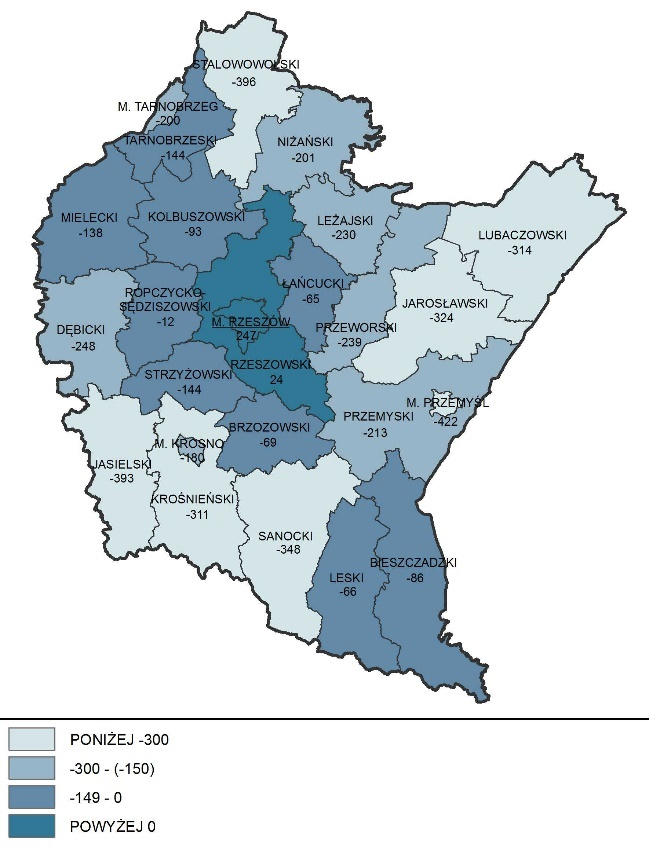 STALOWOWOLSKI
-396
M. TARNOBRZEG
-200
TARNOBRZESKI
-144
NIŻAŃSKI
-201
MIELECKI
-138
KOLBUSZOWSKI
-93
LEŻAJSKI
-230
LUBACZOWSKI
-314
ŁAŃCUCKI
-65
ROPCZYCKO-
SĘDZISZOWSKI
-12
JAROSŁAWSKI
-324
DĘBICKI
-248
M. RZESZÓW
247
PRZEWORSKI
-239
RZESZOWSKI
24
STRZYŻOWSKI
-144
M. PRZEMYŚL
-422
PRZEMYSKI
-213
BRZOZOWSKI
-69
M. KROSNO
-180
JASIELSKI
-393
KROŚNIEŃSKI
-311
SANOCKI
-348
BIESZCZADZKI
-86
LESKI
-66
PONIŻEJ -300
-300 - (-150)
-149 - 0
POWYŻEJ 0